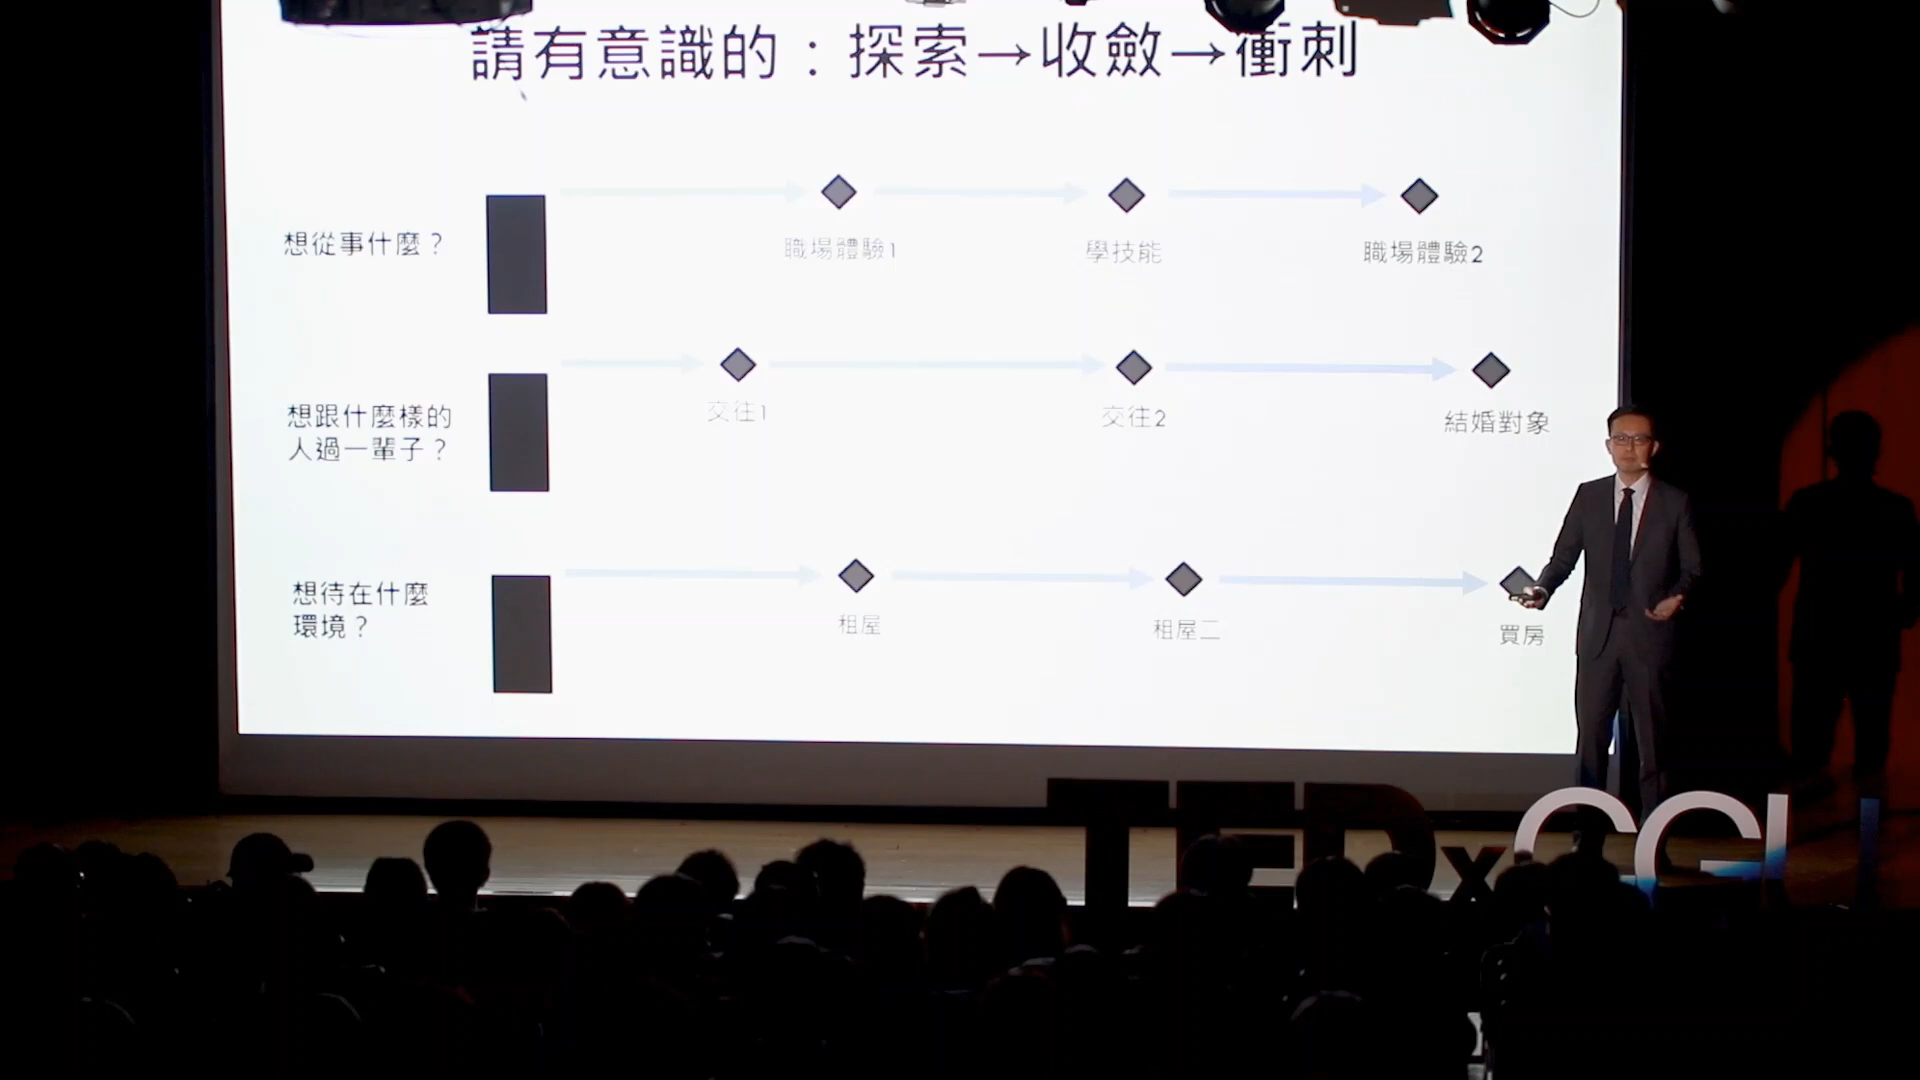 請有意識的：探索→收斂→衝刺
想從事什麼？
職場體驗1
學技能
職場體驗2
想跟什麼樣的
人過一輩子？
交往1
交往2
結婚對象
想待在什麼
環境？
租屋
租屋二
買房
TEDxCGU